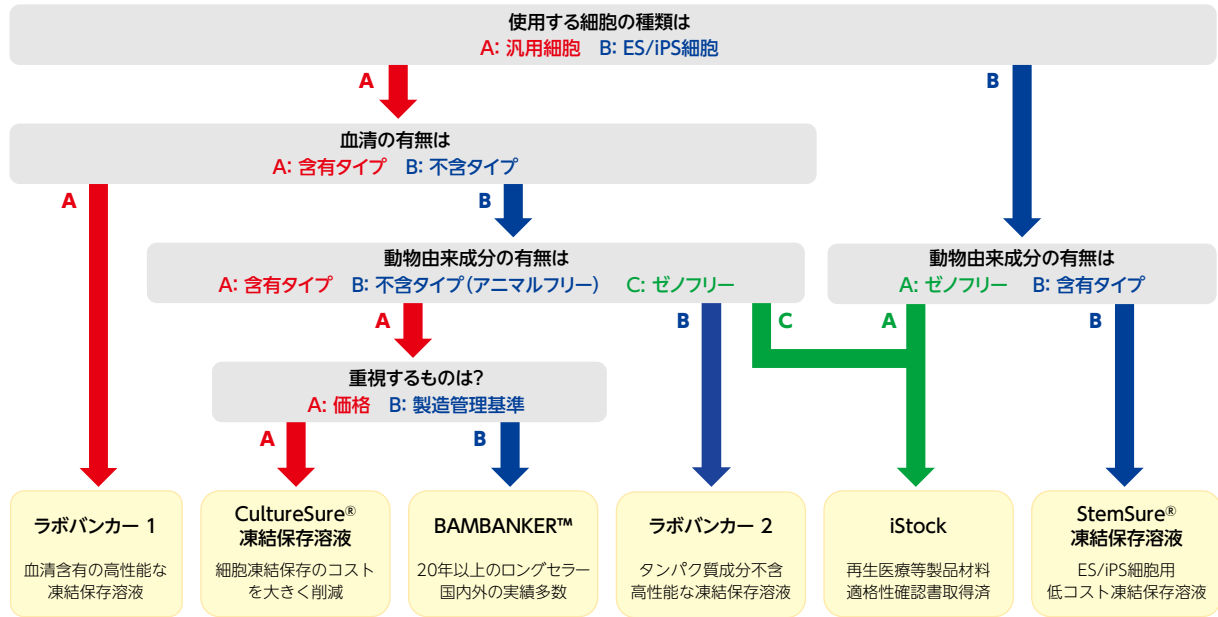 使用する細胞の種類は
A: 汎用細胞 B: ES/iPS細胞
A
B
血清の有無は
A: 含有タイプ B: 不含タイプ
A
B
動物由来成分の有無は
A: 含有タイプ B: 不含タイプ(アニマルフリー) C: ゼノフリー
動物由来成分の有無は
A: ゼノフリー B: 含有タイプ
A
B
C
A
B
重視するものは?
A: 価格 B: 製造管理基準
A
B
ラボバンカー 1
血清含有の高性能な
凍結保存溶液
CultureSure®
凍結保存溶液
細胞凍結保存のコスト
を大きく削減
BAMBANKER™
20年以上のロングセラー
国内外の実績多数
ラボバンカー 2
タンパク質成分不含
高性能な凍結保存溶液
iStock
再生医療等製品材料
適格性確認書取得済
StemSure®
凍結保存溶液
ES/iPS細胞用
低コスト凍結保存溶液